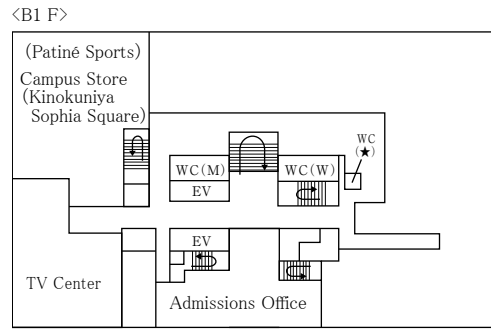 <B1 F>
(Patiné Sports)
Campus Store
(Kinokuniya
Sophia Square)
WC
(★)
WC(M)
WC(W)
EV
EV
TV Center
Admissions Office